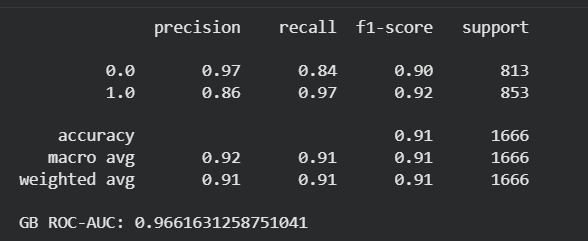 precision recall f1-score support
0.0 0.97 0.84 0.90 813
1.0 0.86 0.97 0.92 853
accuracy 0.91 1666
macro avg 0.92 0.91 0.91 1666
weighted avg 0.91 0.91 0.91 1666
GB ROC-AUC: 0.9661631258751041